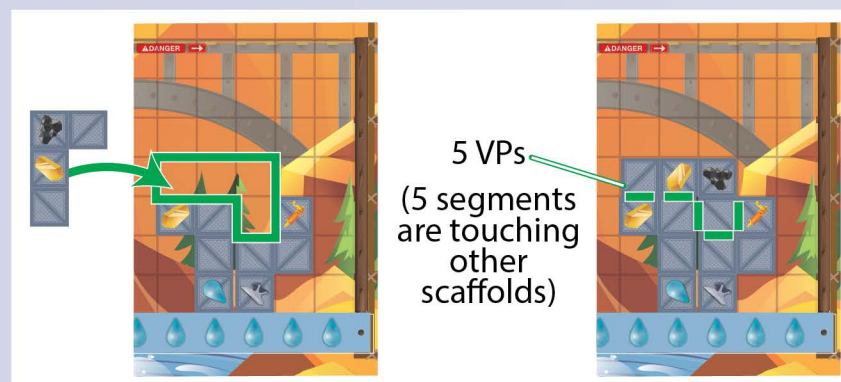 DANGER
DANGER
5 VPs
(5 segments
are touching
other
scaffolds)